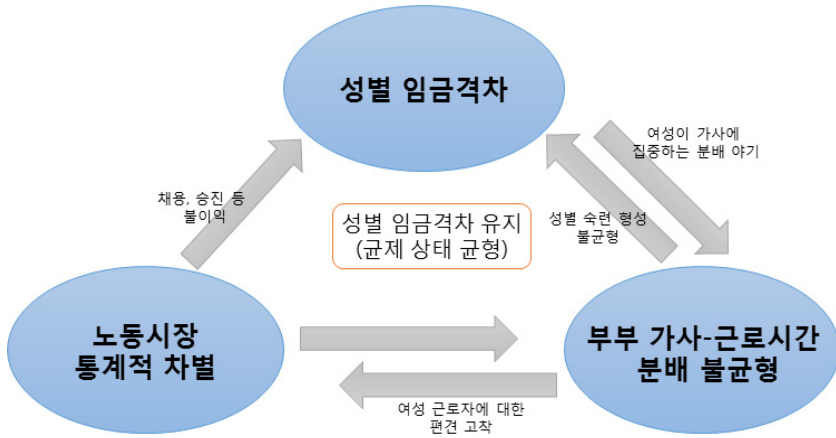 성별 임금격차
여성이 가사에
집중하는 분배 야기
채용, 승진 등
불이익
성별 임금격차 유지
(균제 상태 균형)
성별 숙련 형성
불균형
노동시장
통계적 차별
부부 가사-근로시간
분배 불균형
여성 근로자에 대한
편견 고착